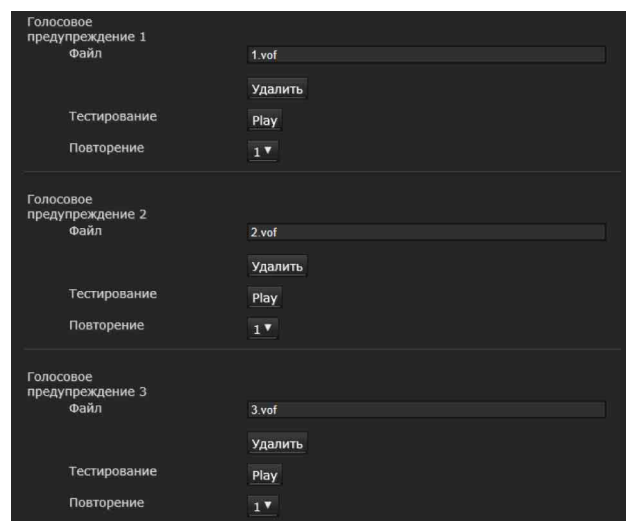 Голосовое
предупреждение 1
Файл 1.vof
Удалить
Тестирование Play
Повторение 1
Голосовое
предупреждение 2
Файл 2.vof
Удалить
Тестирование Play
Повторение 1
Голосовое
предупреждение 3
Файл 3.vof
Удалить
Тестирование Play
Повторение 1